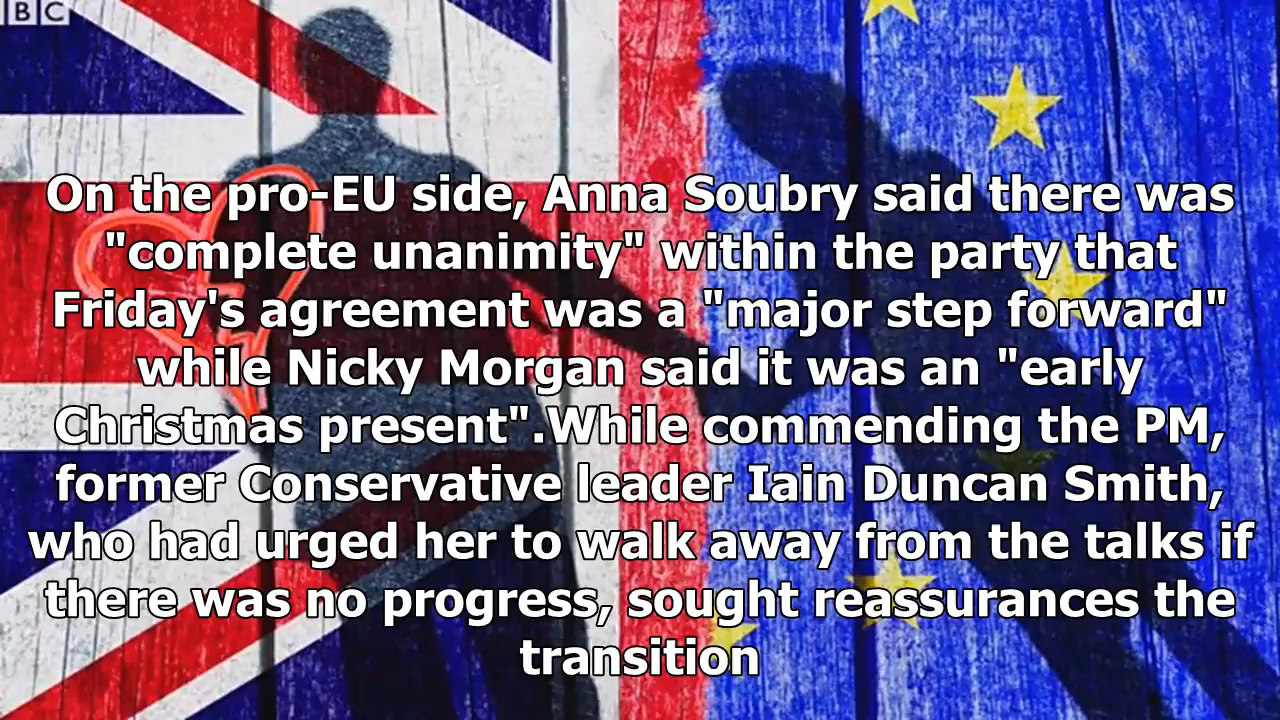 BBC
On the pro-EU side, Anna Soubry said there was
"complete unanimity" within the party that
Friday's agreement was a "major step forward"
while Nicky Morgan said it was an "early
Christmas present".While commending the PM,
former Conservative leader Iain Duncan Smith,
who had urged her to walk away from the talks if
there was no progress, sought reassurances the
transition